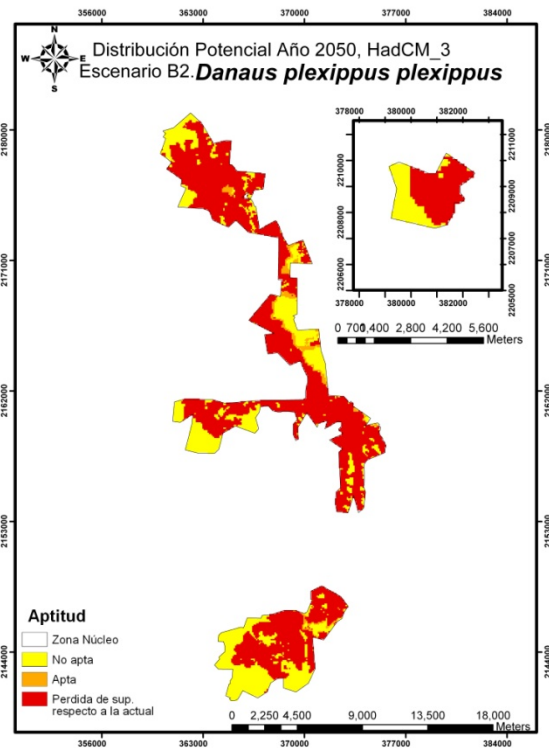 356000 363000 370000 377000 384000
N
W E
S
Distribución Potencial Año 2050, HadCM_3
Escenario B2. Danaus plexippus plexippus
378000 380000 382000
2180000 2180000
2210000 2211000
2208000 2209000
2206000 2207000
2205000
378000 380000 382000
2171000 2171000
0 700 1,400 2,800 4,200 5,600
Meters
2162000 2162000
2153000 2153000
Aptitud
Zona Núcleo
No apta
Apta
Perdida de sup.
respecto a la actual
2144000 2144000
0 2,250 4,500 9,000 13,500 18,000
Meters
356000 363000 370000 377000 384000